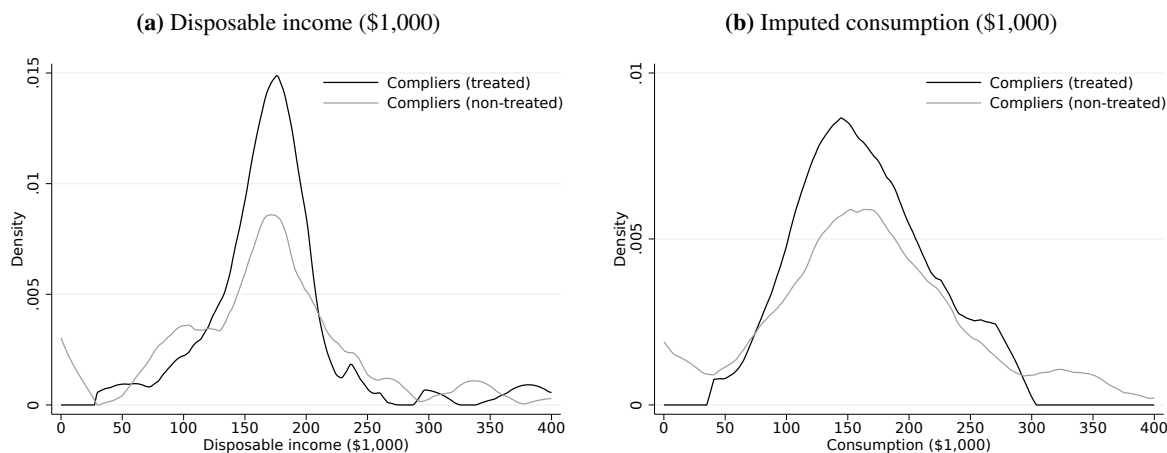 (a) Disposable income ($1,000)
.015
.01
.005
0
Density
Compliers (treated)
Compliers (non-treated)
0 50 100 150 200 250 300 350 400
Disposable income ($1,000)
(b) Imputed consumption ($1,000)
.01
.005
0
Density
Compliers (treated)
Compliers (non-treated)
0 50 100 150 200 250 300 350 400
Consumption ($1,000)